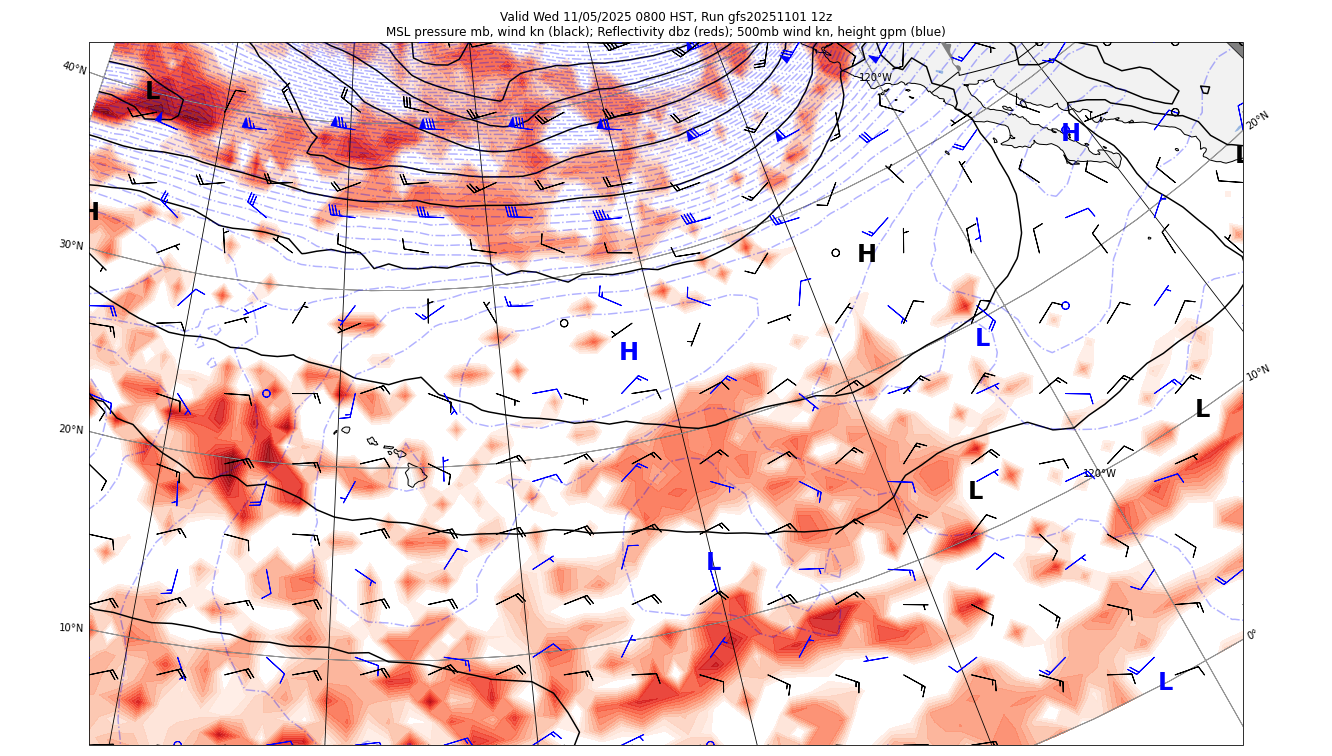 Valid Wed 11/05/2025 0800 HST, Run gfs20251101 12z
MSL pressure mb, wind kn (black); Reflectivity dbz (reds); 500mb wind kn, height gpm (blue)
40°N
120°W
L
20°N
H
L
H
30°N
H
L
H
10°N
L
20°N
120°W
L
L
10°N
0°
L